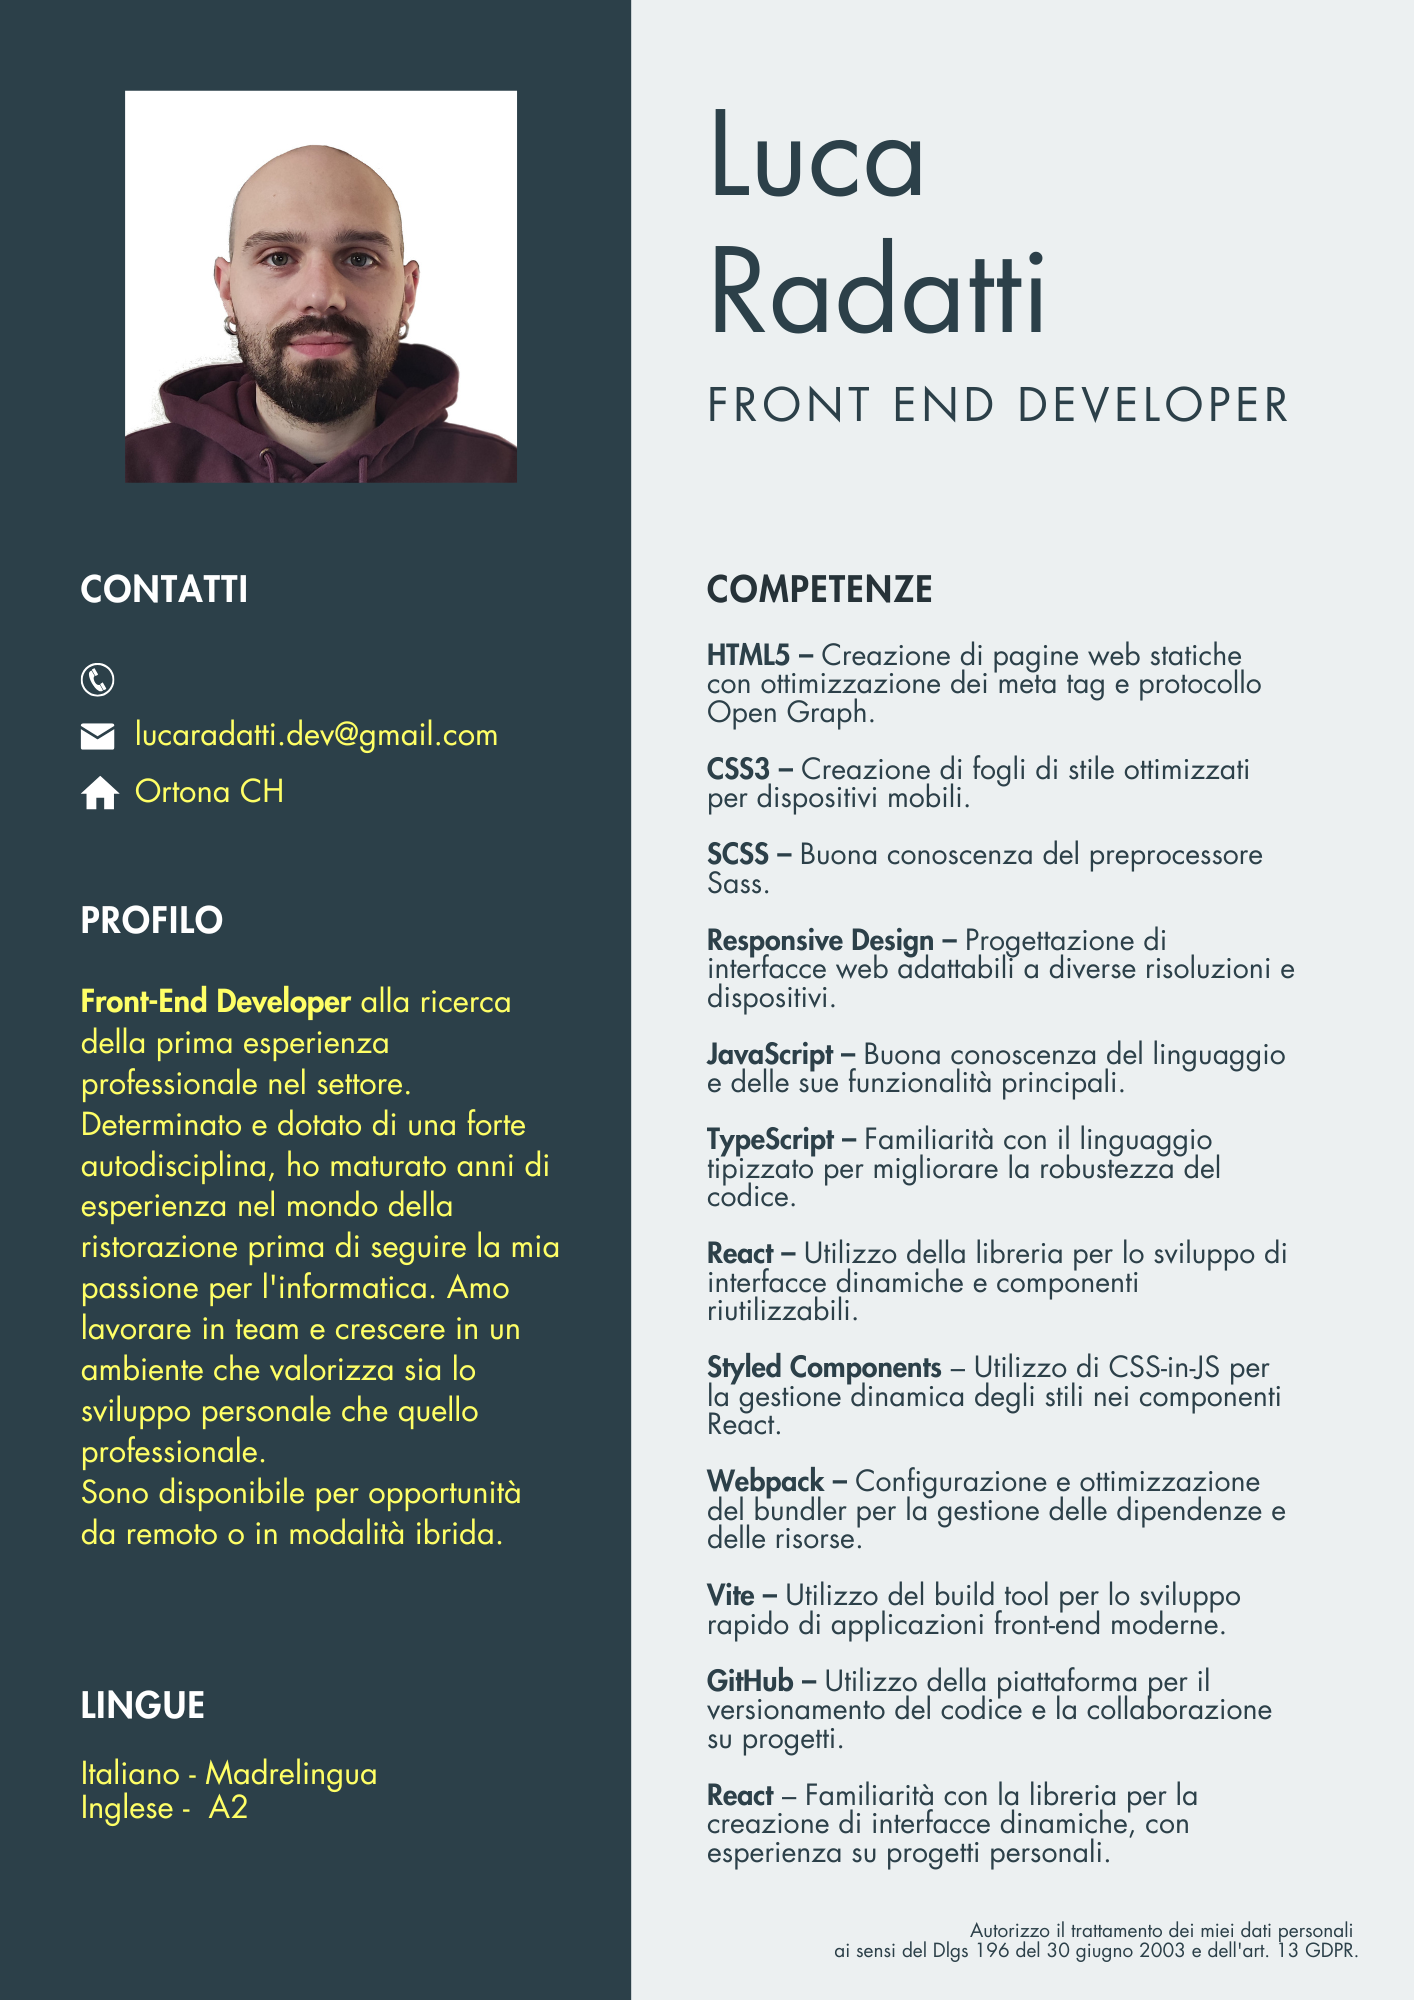 Luca
Radatti
FRONT END DEVELOPER
CONTATTI
lucaradatti.dev@gmail.com
Ortona CH
PROFILO
Front-End Developer alla ricerca
della prima esperienza
professionale nel settore.
Determinato e dotato di una forte
autodisciplina, ho maturato anni di
esperienza nel mondo della
ristorazione prima di seguire la mia
passione per l'informatica. Amo
lavorare in team e crescere in un
ambiente che valorizza sia lo
sviluppo personale che quello
professionale.
Sono disponibile per opportunità
da remoto o in modalità ibrida.
LINGUE
Italiano - Madrelingua
Inglese -  A2
COMPETENZE
HTML5 – Creazione di pagine web statiche
con ottimizzazione dei meta tag e protocollo
Open Graph.
CSS3 – Creazione di fogli di stile ottimizzati
per dispositivi mobili.
SCSS – Buona conoscenza del preprocessore
Sass.
Responsive Design – Progettazione di
interfacce web adattabili a diverse risoluzioni e
dispositivi.
JavaScript – Buona conoscenza del linguaggio
e delle sue funzionalità principali.
TypeScript – Familiarità con il linguaggio
tipizzato per migliorare la robustezza del
codice.
React – Utilizzo della libreria per lo sviluppo di
interfacce dinamiche e componenti
riutilizzabili.
Styled Components – Utilizzo di CSS-in-JS per
la gestione dinamica degli stili nei componenti
React.
Webpack – Configurazione e ottimizzazione
del bundler per la gestione delle dipendenze e
delle risorse.
Vite – Utilizzo del build tool per lo sviluppo
rapido di applicazioni front-end moderne.
GitHub – Utilizzo della piattaforma per il
versionamento del codice e la collaborazione
su progetti.
React – Familiarità con la libreria per la
creazione di interfacce dinamiche, con
esperienza su progetti personali.
Autorizzo il trattamento dei miei dati personali
ai sensi del Dlgs 196 del 30 giugno 2003 e dell'art. 13 GDPR.